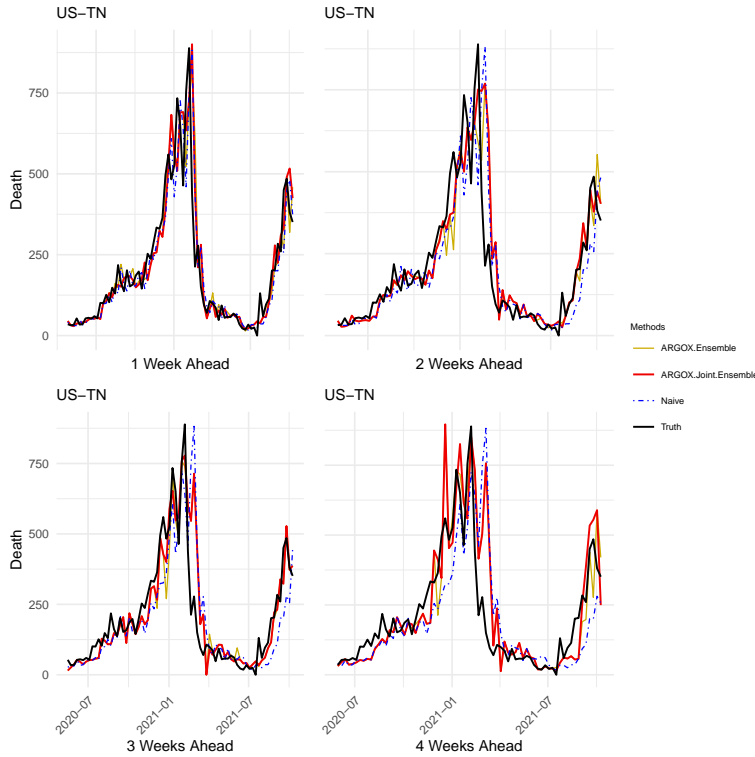 US−TN
US−TN
Death
750
500
250
0
1 Week Ahead
2 Weeks Ahead
US−TN
US−TN
Death
750
500
250
0
2020−07
2021−01
2021−07
2020−07
2021−01
2021−07
3 Weeks Ahead
4 Weeks Ahead
Methods
ARGOX.Ensemble
ARGOX.Joint.Ensemble
Naive
Truth